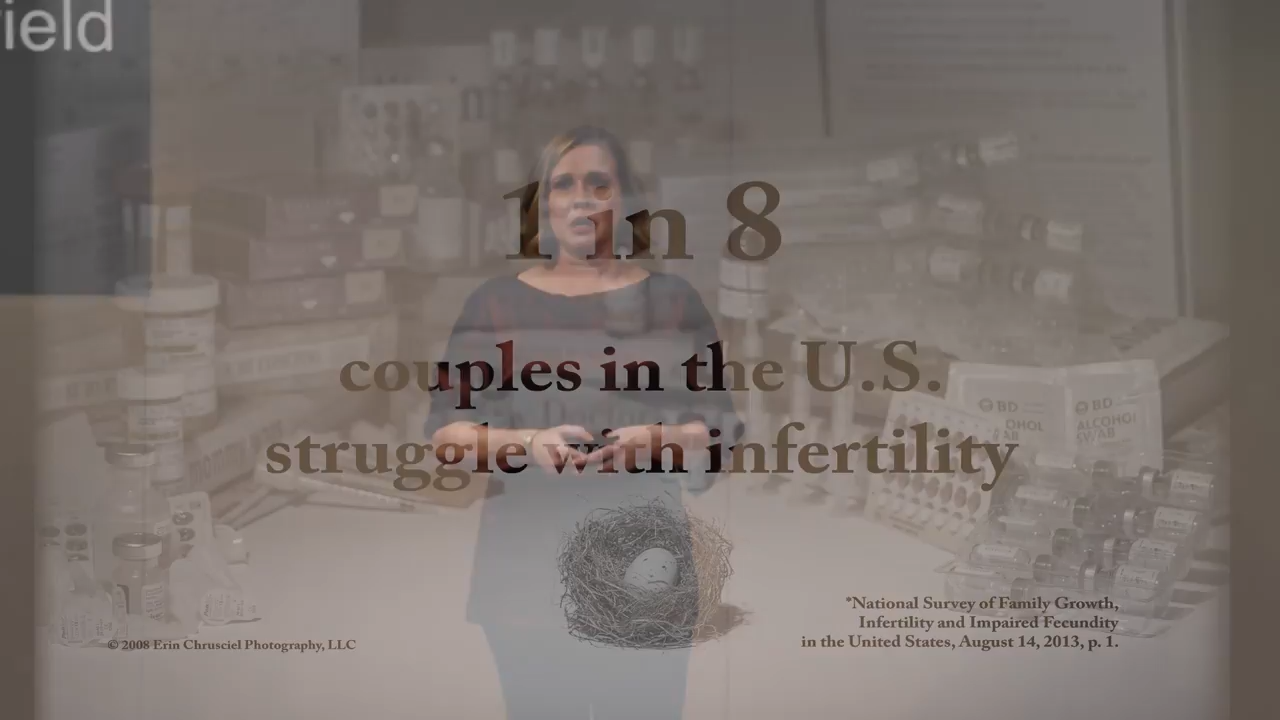 ield
1 in 8
couples in the U.S.
struggle with infertility
BD
ALCOHOL
SWAB
BD
*National Survey of Family Growth,
Infertility and Impaired Fecundity
in the United States, August 14, 2013, p. 1.
© 2008 Erin Chrusciel Photography, LLC